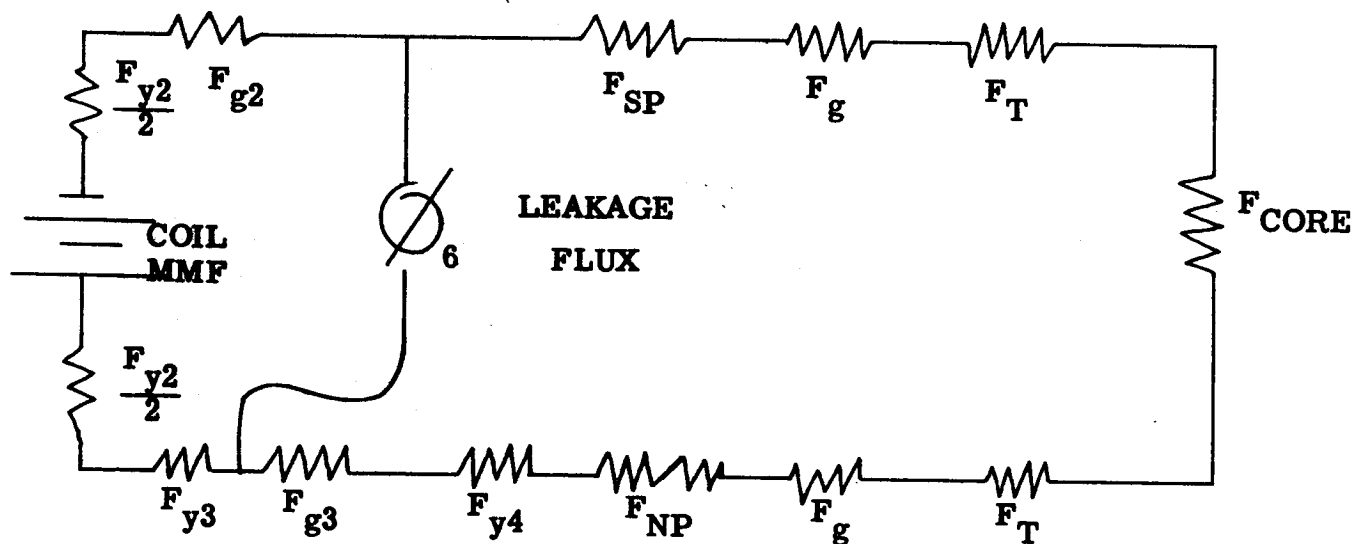 F_y2/2
F_g2
F_SP
F_g
F_T
COIL
MMF
6
LEAKAGE
FLUX
F_CORE
F_y2/2
F_y3
F_g3
F_y4
F_NP
F_g
F_T